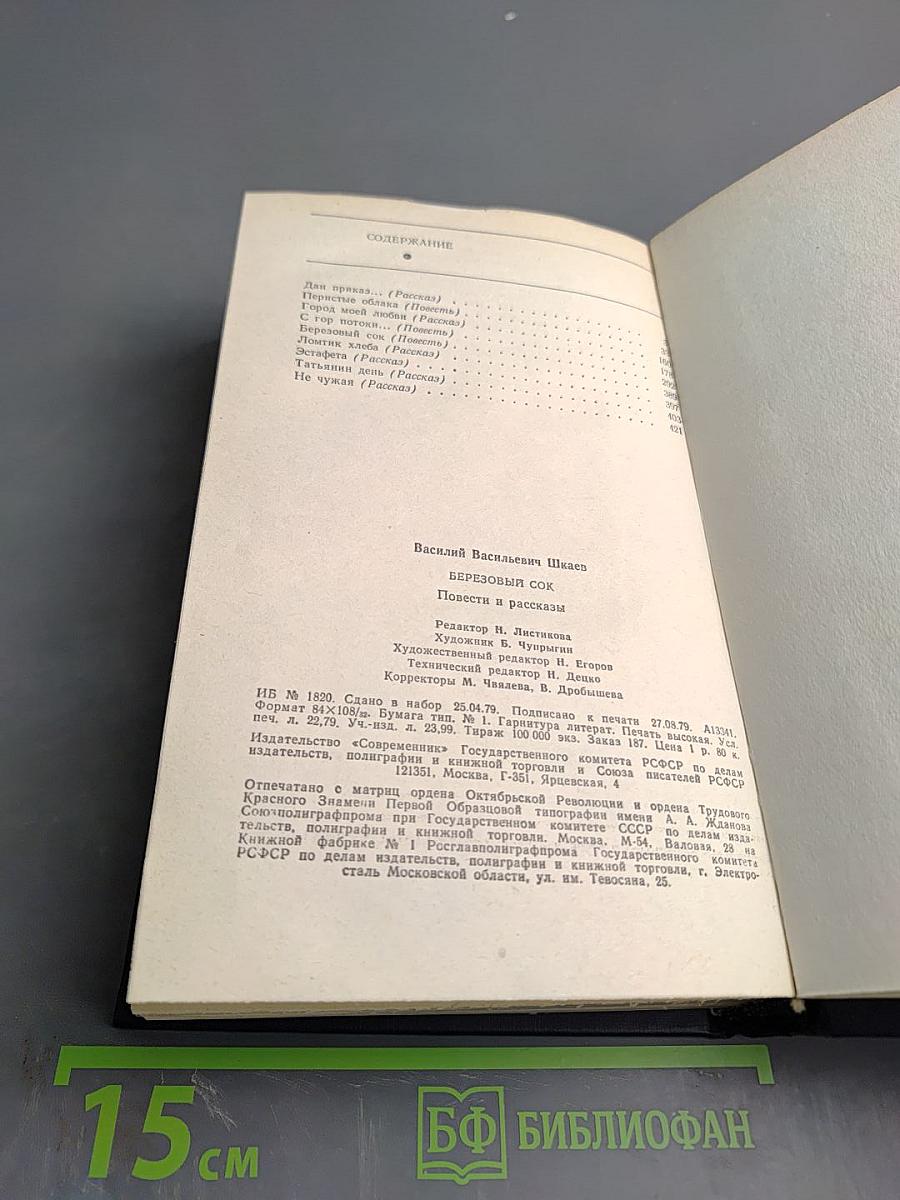 СОДЕРЖАНИЕ
Дан приказ... (Рассказ) . . . . . . . . . . . .
Перистые облака (Повесть) . . . . . . . . . . . .
Город моей любви (Рассказ) . . . . . . . . . . . .
С гор потоки... (Повесть) . . . . . . . . . . . .
Березовый сок (Повесть) . . . . . . . . . . . . 202
Ломтик хлеба (Рассказ) . . . . . . . . . . . . 389
Эстафета (Рассказ) . . . . . . . . . . . . 397
Татьянин день (Рассказ) . . . . . . . . . . . . 403
Не чужая (Рассказ) . . . . . . . . . . . . 421
Василий Васильевич Шкаев
БЕРЕЗОВЫЙ СОК
Повести и рассказы
Редактор Н. Листикова
Художник Б. Чупрыгин
Художественный редактор Н. Егоров
Технический редактор Н. Децко
Корректоры М. Чвялева, В. Дробышева
ИБ № 1820. Сдано в набор 25.04.79. Подписано к печати 27.08.79. А13341.
Формат 84×108/32. Бумага тип. № 1. Гарнитура литерат. Печать высокая. Усл.
печ. л. 22,79. Уч.-изд. л. 23,99. Тираж 100 000 экз. Заказ 187. Цена 1 р. 80 к.
Издательство «Современник» Государственного комитета РСФСР по делам
издательств, полиграфии и книжной торговли и Союза писателей РСФСР
121351, Москва, Г-351, Ярцевская, 4
Отпечатано с матриц ордена Октябрьской Революции и ордена Трудового
Красного Знамени Первой Образцовой типографии имени А. А. Жданова
Союзполиграфпрома при Государственном комитете СССР по делам изда-
тельств, полиграфии и книжной торговли. Москва, М-54, Валовая, 28 на
Книжной фабрике № 1 Росглавполиграфпрома Государственного комитета
РСФСР по делам издательств, полиграфии и книжной торговли, г. Электро-
сталь Московской области, ул. им. Тевосяна, 25.
15 см
БФ БИБЛИОФАН